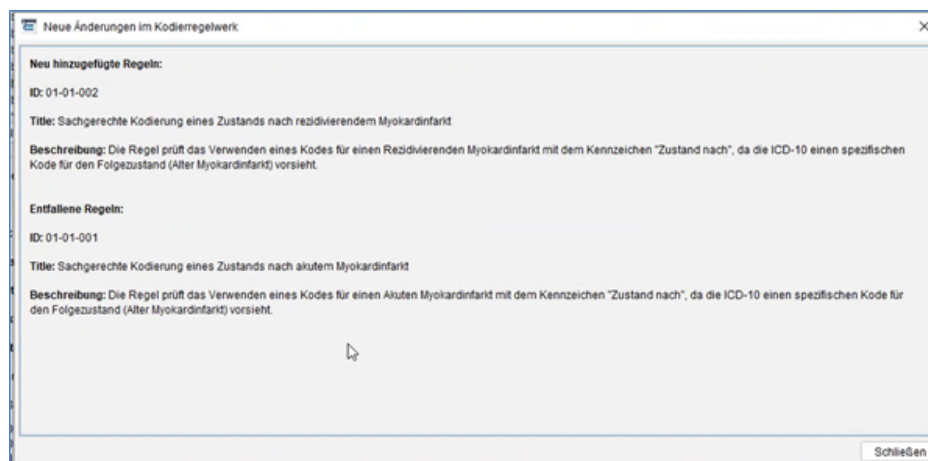 Neue Änderungen im Kodierregelwerk
Neu hinzugefügte Regeln:
ID: 01-01-002
Title: Sachgerechte Kodierung eines Zustands nach rezidivierendem Myokardinfarkt
Beschreibung: Die Regel prüft das Verwenden eines Kodes für einen Rezidivierenden Myokardinfarkt mit dem Kennzeichen "Zustand nach", da die ICD-10 einen spezifischen
Kode für den Folgezustand (Alter Myokardinfarkt) vorsieht.
Entfallene Regeln:
ID: 01-01-001
Title: Sachgerechte Kodierung eines Zustands nach akutem Myokardinfarkt
Beschreibung: Die Regel prüft das Verwenden eines Kodes für einen Akuten Myokardinfarkt mit dem Kennzeichen "Zustand nach", da die ICD-10 einen spezifischen Kode für
den Folgezustand (Alter Myokardinfarkt) vorsieht.
Schließen